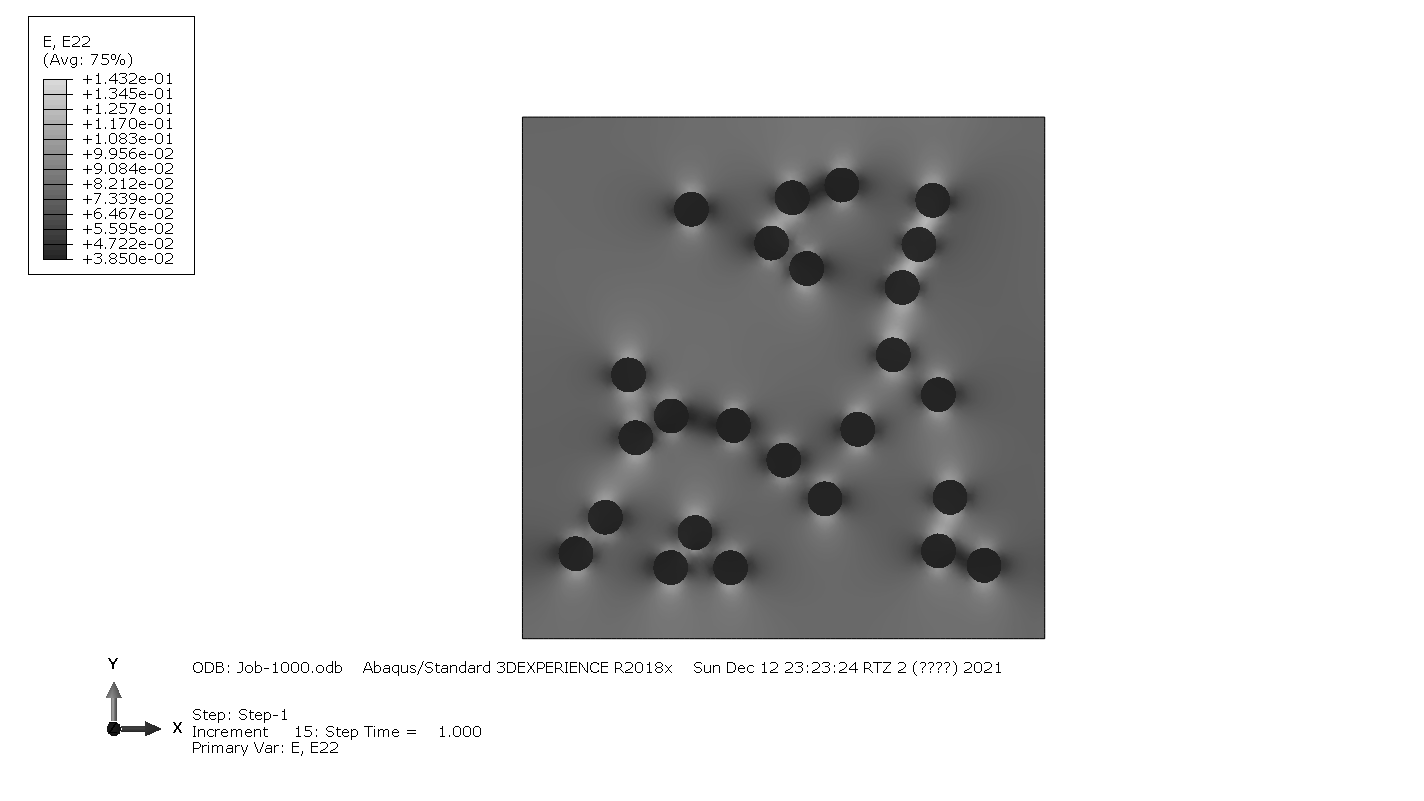 E, E22
(Avg: 75%)
+1.432e-01
+1.345e-01
+1.257e-01
+1.170e-01
+1.083e-01
+9.956e-02
+9.084e-02
+8.212e-02
+7.339e-02
+6.467e-02
+5.595e-02
+4.722e-02
+3.850e-02
Y
X
ODB: Job-1000.odb    Abaqus/Standard 3DEXPERIENCE R2018x    Sun Dec 12 23:23:24 RTZ 2 (????) 2021
Step: Step-1
Increment    15: Step Time =    1.000
Primary Var: E, E22